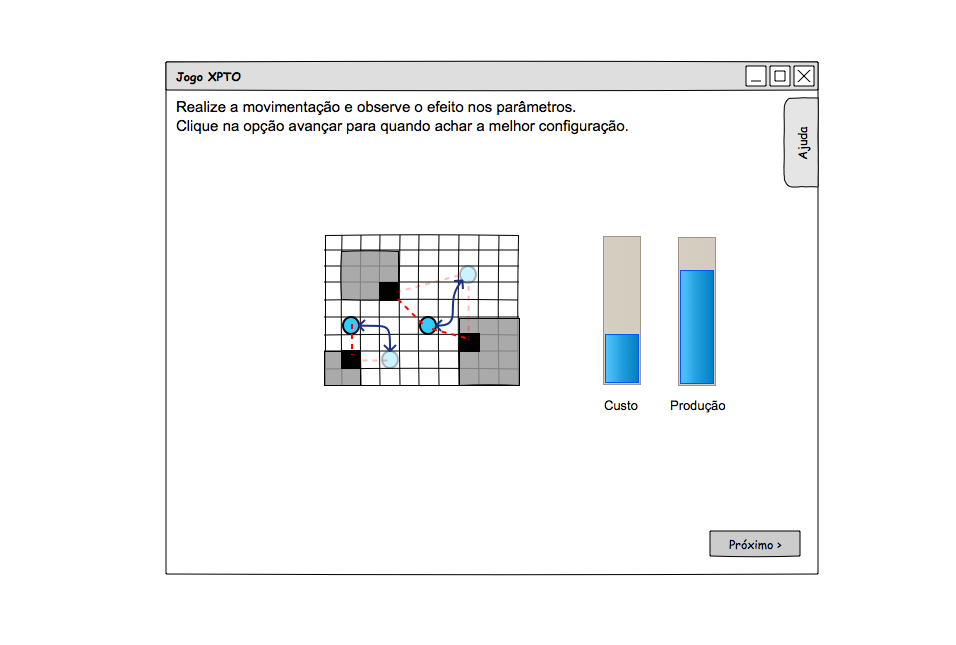 Jogo XPTO
Realize a movimentação e observe o efeito nos parâmetros.
Clique na opção avançar para quando achar a melhor configuração.
Ajuda
Custo
Produção
Próximo >